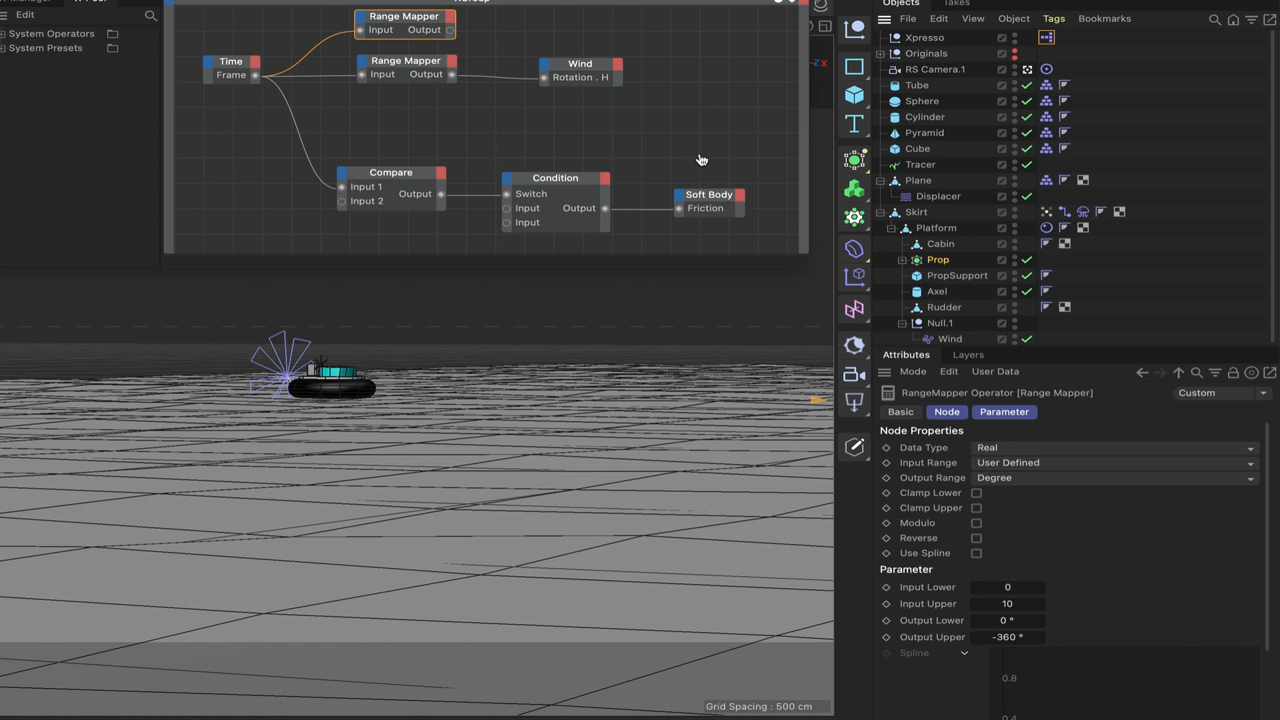 Objects Takes
Edit
File Edit View Object Tags Bookmarks
System Operators
System Presets
Range Mapper
Input Output
Time
Frame
Range Mapper
Input Output
Wind
Rotation . H
Compare
Input 1
Output
Input 2
Condition
Switch
Input Output
Input
Soft Body
Friction
Xpresso
Originals
RS Camera.1
Tube
Sphere
Cylinder
Pyramid
Cube
Tracer
Plane
Displacer
Skirt
Platform
Cabin
Prop
PropSupport
Axel
Rudder
Null.1
Wind
Attributes Layers
Mode Edit User Data
RangeMapper Operator [Range Mapper]
Custom
Basic Node Parameter
Node Properties
Data Type Real
Input Range User Defined
Output Range Degree
Clamp Lower
Clamp Upper
Modulo
Reverse
Use Spline
Parameter
Input Lower 0
Input Upper 10
Output Lower 0 °
Output Upper -360 °
Spline
0.8
0.4
Grid Spacing : 500 cm